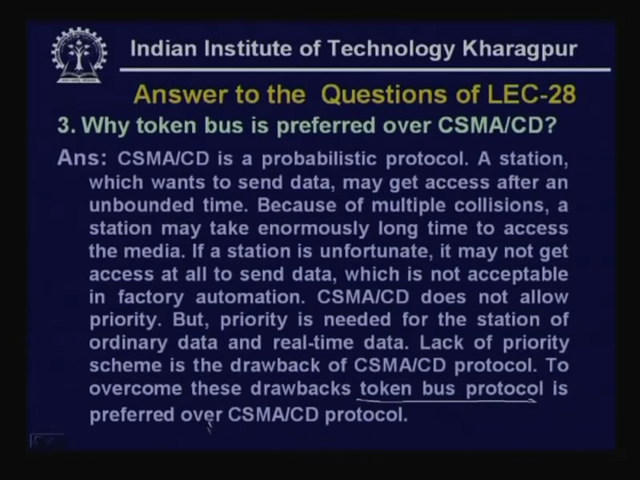 Indian Institute of Technology Kharagpur
Answer to the Questions of LEC-28
3. Why token bus is preferred over CSMA/CD?
Ans: CSMA/CD is a probabilistic protocol. A station,
which wants to send data, may get access after an
unbounded time. Because of multiple collisions, a
station may take enormously long time to access
the media. If a station is unfortunate, it may not get
access at all to send data, which is not acceptable
in factory automation. CSMA/CD does not allow
priority. But, priority is needed for the station of
ordinary data and real-time data. Lack of priority
scheme is the drawback of CSMA/CD protocol. To
overcome these drawbacks token bus protocol is
preferred over CSMA/CD protocol.